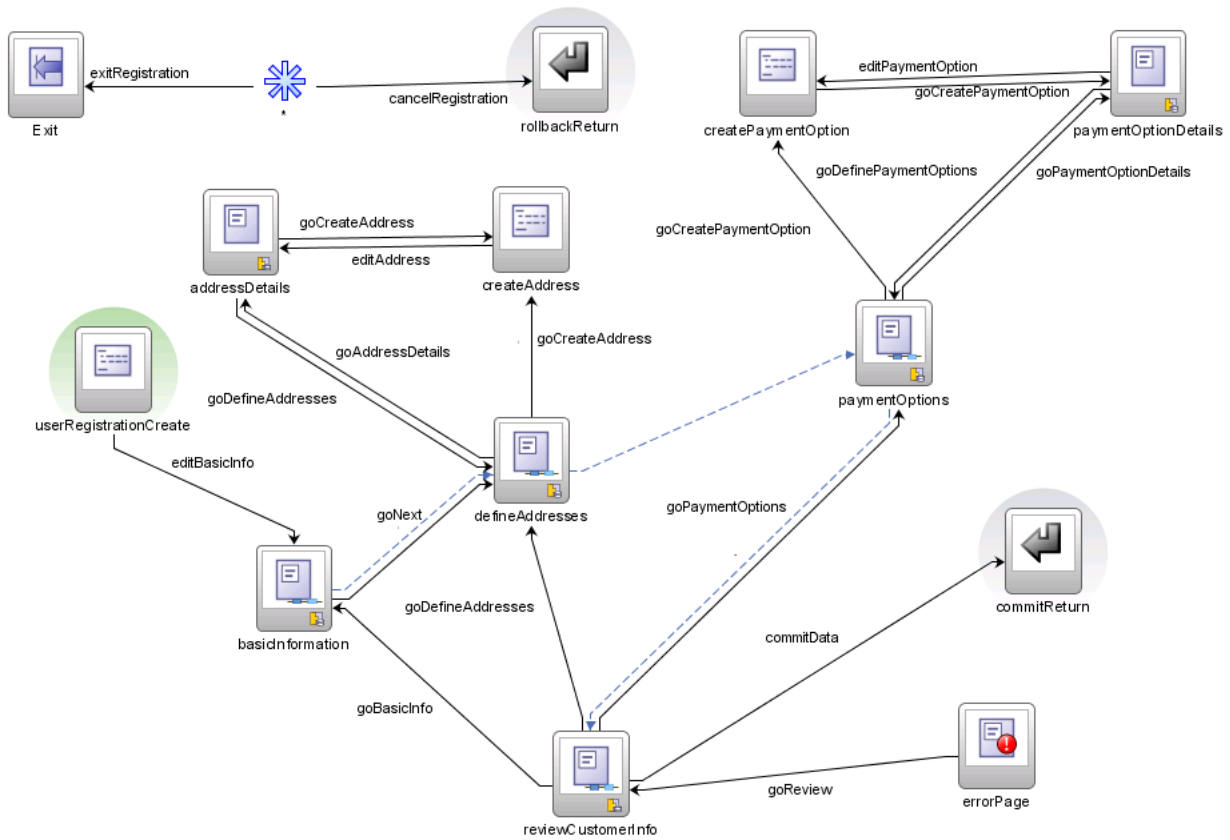 exitRegistration
Exit
*
cancelRegistration
rollbackReturn
editPaymentOption
goCreatePaymentOption
createPaymentOption
paymentOptionDetails
goDefinePaymentOptions
goPaymentOptionDetails
goCreatePaymentOption
goCreateAddress
editAddress
addressDetails
createAddress
goAddressDetails
goCreateAddress
goDefineAddresses
paymentOptions
userRegistrationCreate
editBasicInfo
goNext
defineAddresses
goPaymentOptions
goDefineAddresses
basicInformation
commitReturn
commitData
goBasicInfo
goReview
errorPage
reviewCustomerInfo